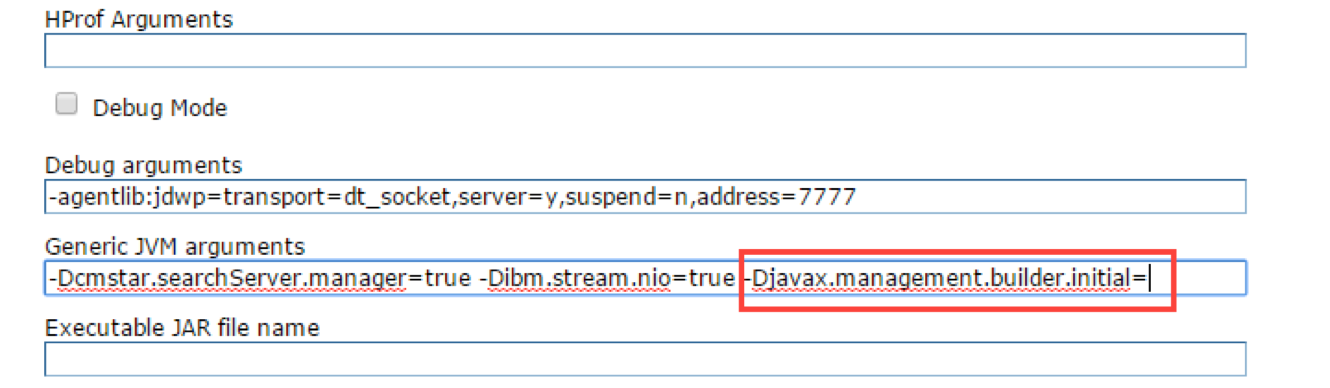 HProf Arguments
Debug Mode
Debug arguments
-agentlib:jdwp=transport=dt_socket,server=y,suspend=n,address=7777
Generic JVM arguments
-Dcmstar.searchServer.manager=true -Dibm.stream.nio=true -Djavax.management.builder.initial=
Executable JAR file name